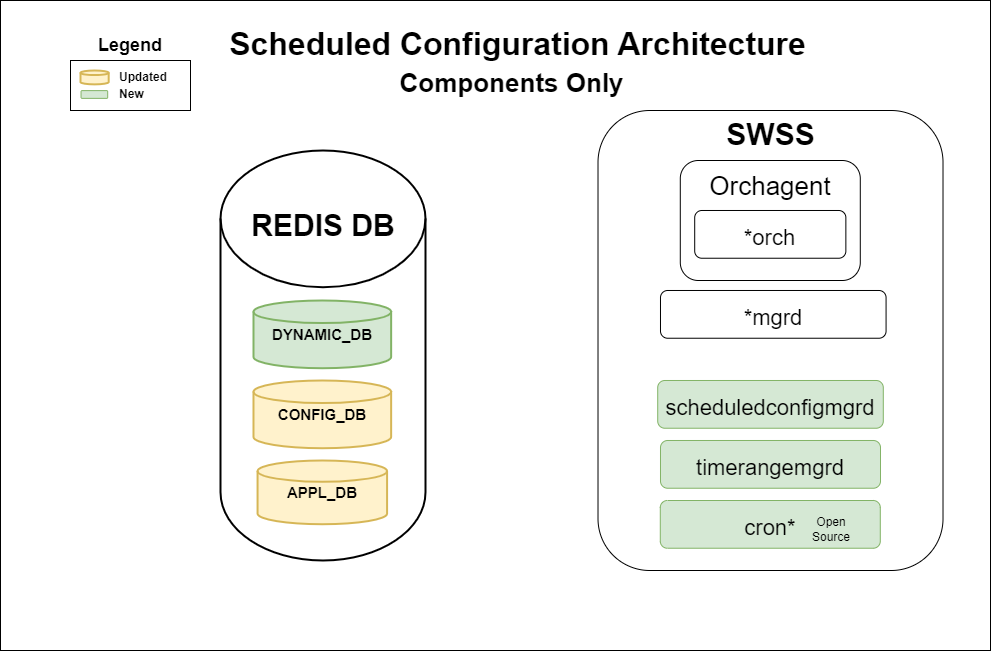 Legend
Updated
New
Scheduled Configuration Architecture
Components Only
REDIS DB
DYNAMIC_DB
CONFIG_DB
APPL_DB
SWSS
Orchagent
*orch
*mgrd
scheduledconfigmgrd
timerangemgrd
cron*
Open
Source